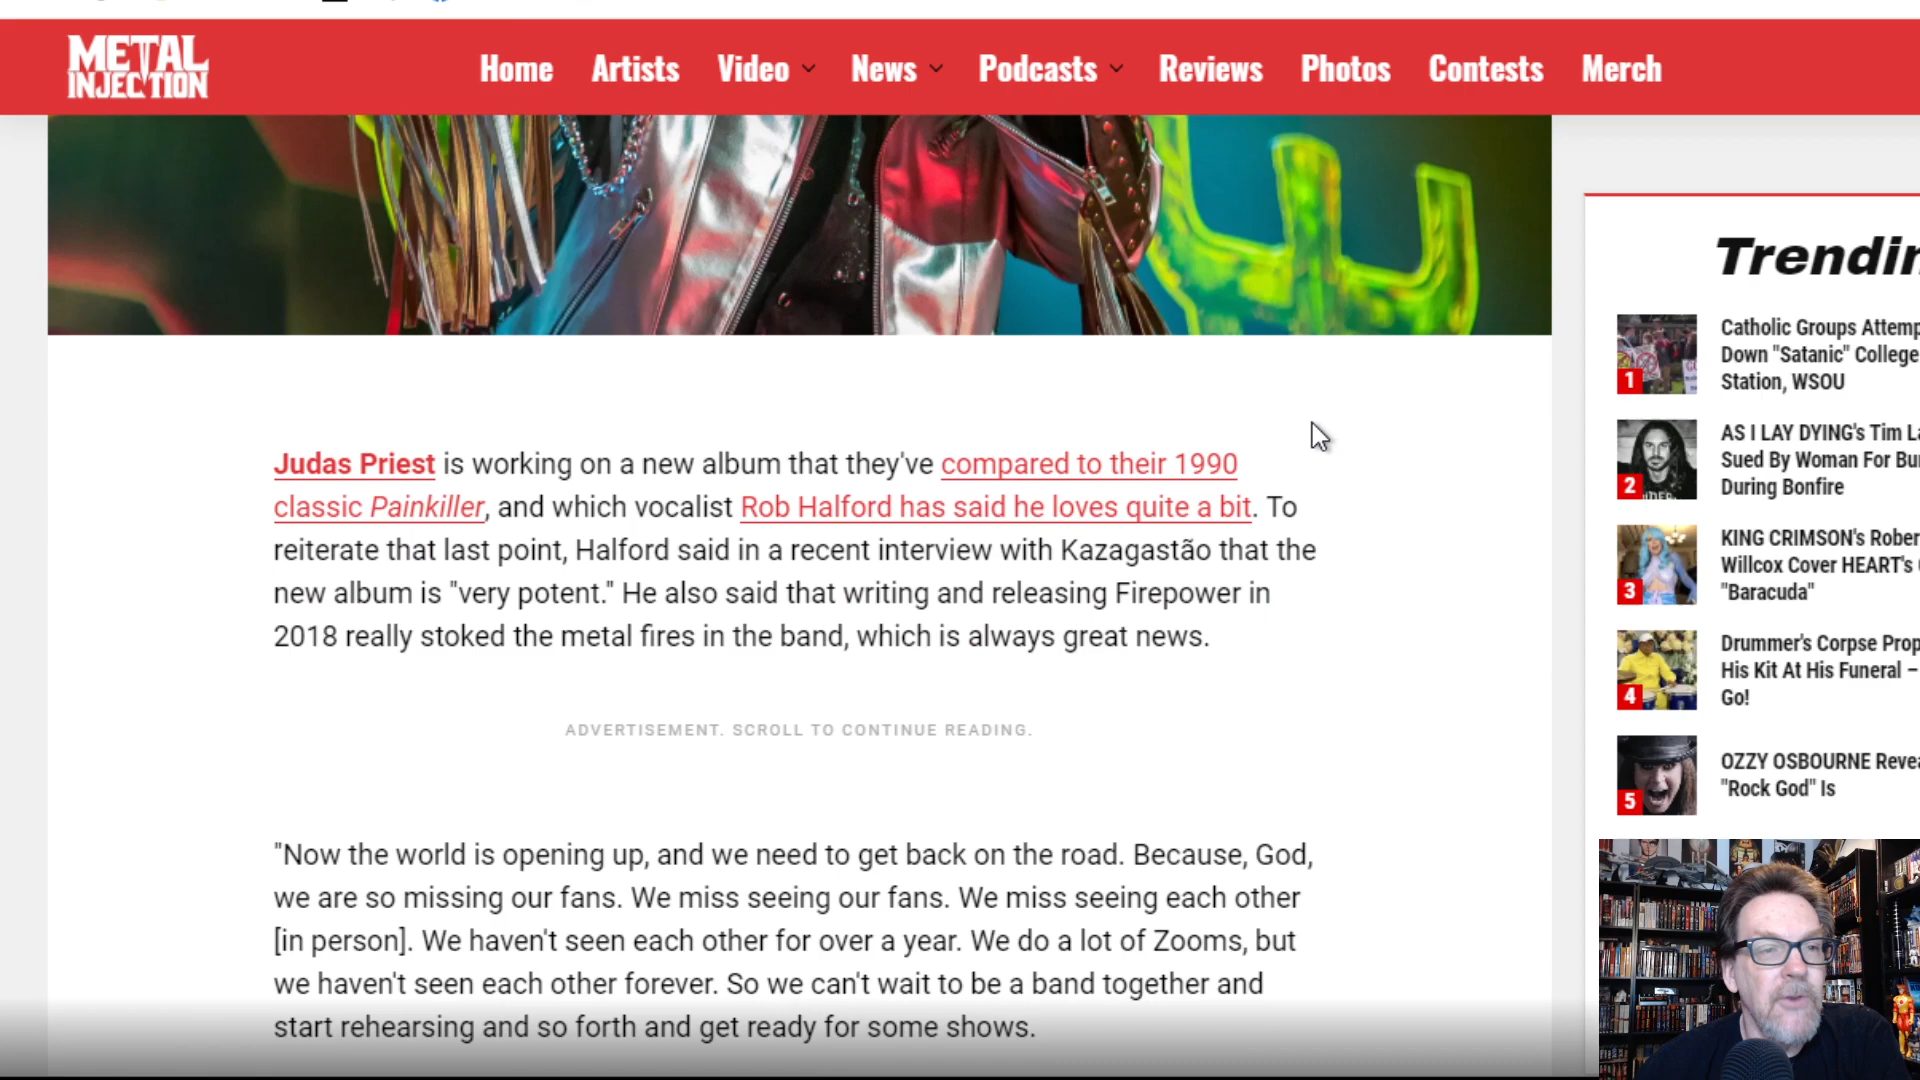 METAL
INJECTION
Home Artists Video News Podcasts Reviews Photos Contests Merch
Judas Priest is working on a new album that they've compared to their 1990
classic Painkiller, and which vocalist Rob Halford has said he loves quite a bit. To
reiterate that last point, Halford said in a recent interview with Kazagastão that the
new album is "very potent." He also said that writing and releasing Firepower in
2018 really stoked the metal fires in the band, which is always great news.
ADVERTISEMENT. SCROLL TO CONTINUE READING.
"Now the world is opening up, and we need to get back on the road. Because, God,
we are so missing our fans. We miss seeing our fans. We miss seeing each other
[in person]. We haven't seen each other for over a year. We do a lot of Zooms, but
we haven't seen each other forever. So we can't wait to be a band together and
start rehearsing and so forth and get ready for some shows.
Trendin
1
Catholic Groups Attemp
Down "Satanic" College
Station, WSOU
2
AS I LAY DYING's Tim La
Sued By Woman For Bu
During Bonfire
3
KING CRIMSON's Rober
Willcox Cover HEART's
"Baracuda"
4
Drummer's Corpse Prop
His Kit At His Funeral –
Go!
5
OZZY OSBOURNE Revea
"Rock God" Is